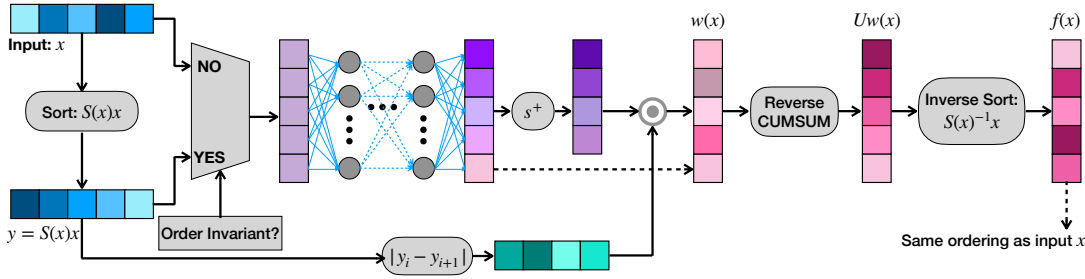 w(x)
Uw(x)
f(x)
Input: x
NO
Sort: S(x)x
s⁺
Reverse
CUMSUM
Inverse Sort:
S(x)⁻¹x
YES
y = S(x)x
Order Invariant?
|yᵢ − yᵢ₊₁|
Same ordering as input x